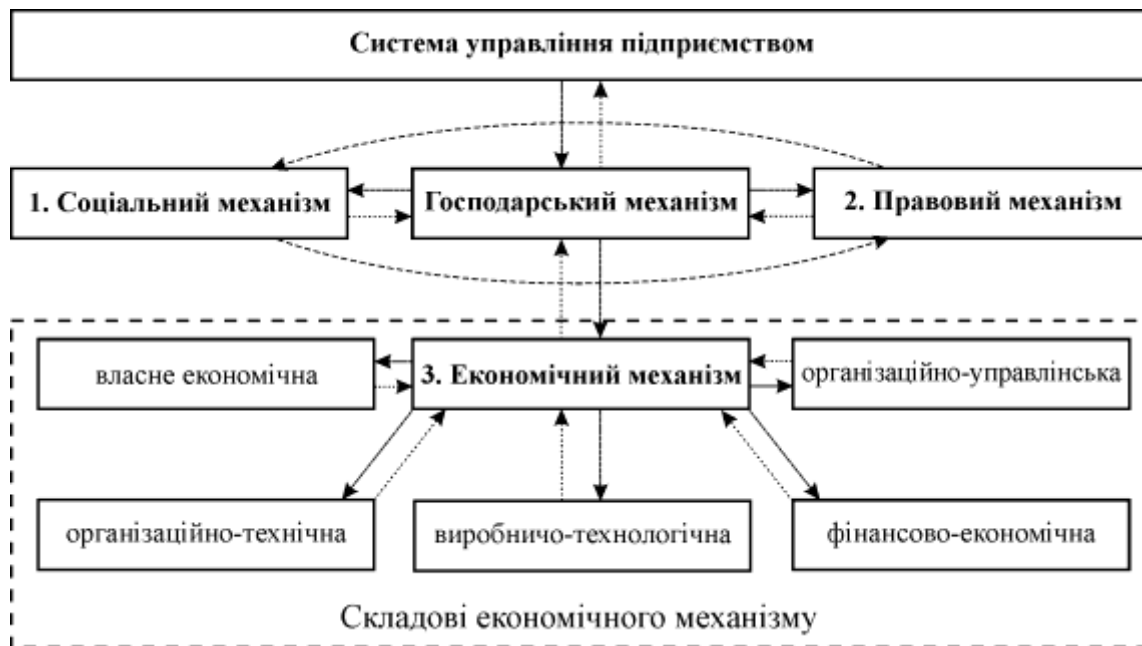 Система управління підприємством
1. Соціальний механізм
Господарський механізм
2. Правовий механізм
власне економічна
3. Економічний механізм
організаційно-управлінська
організаційно-технічна
виробничо-технологічна
фінансово-економічна
Складові економічного механізму